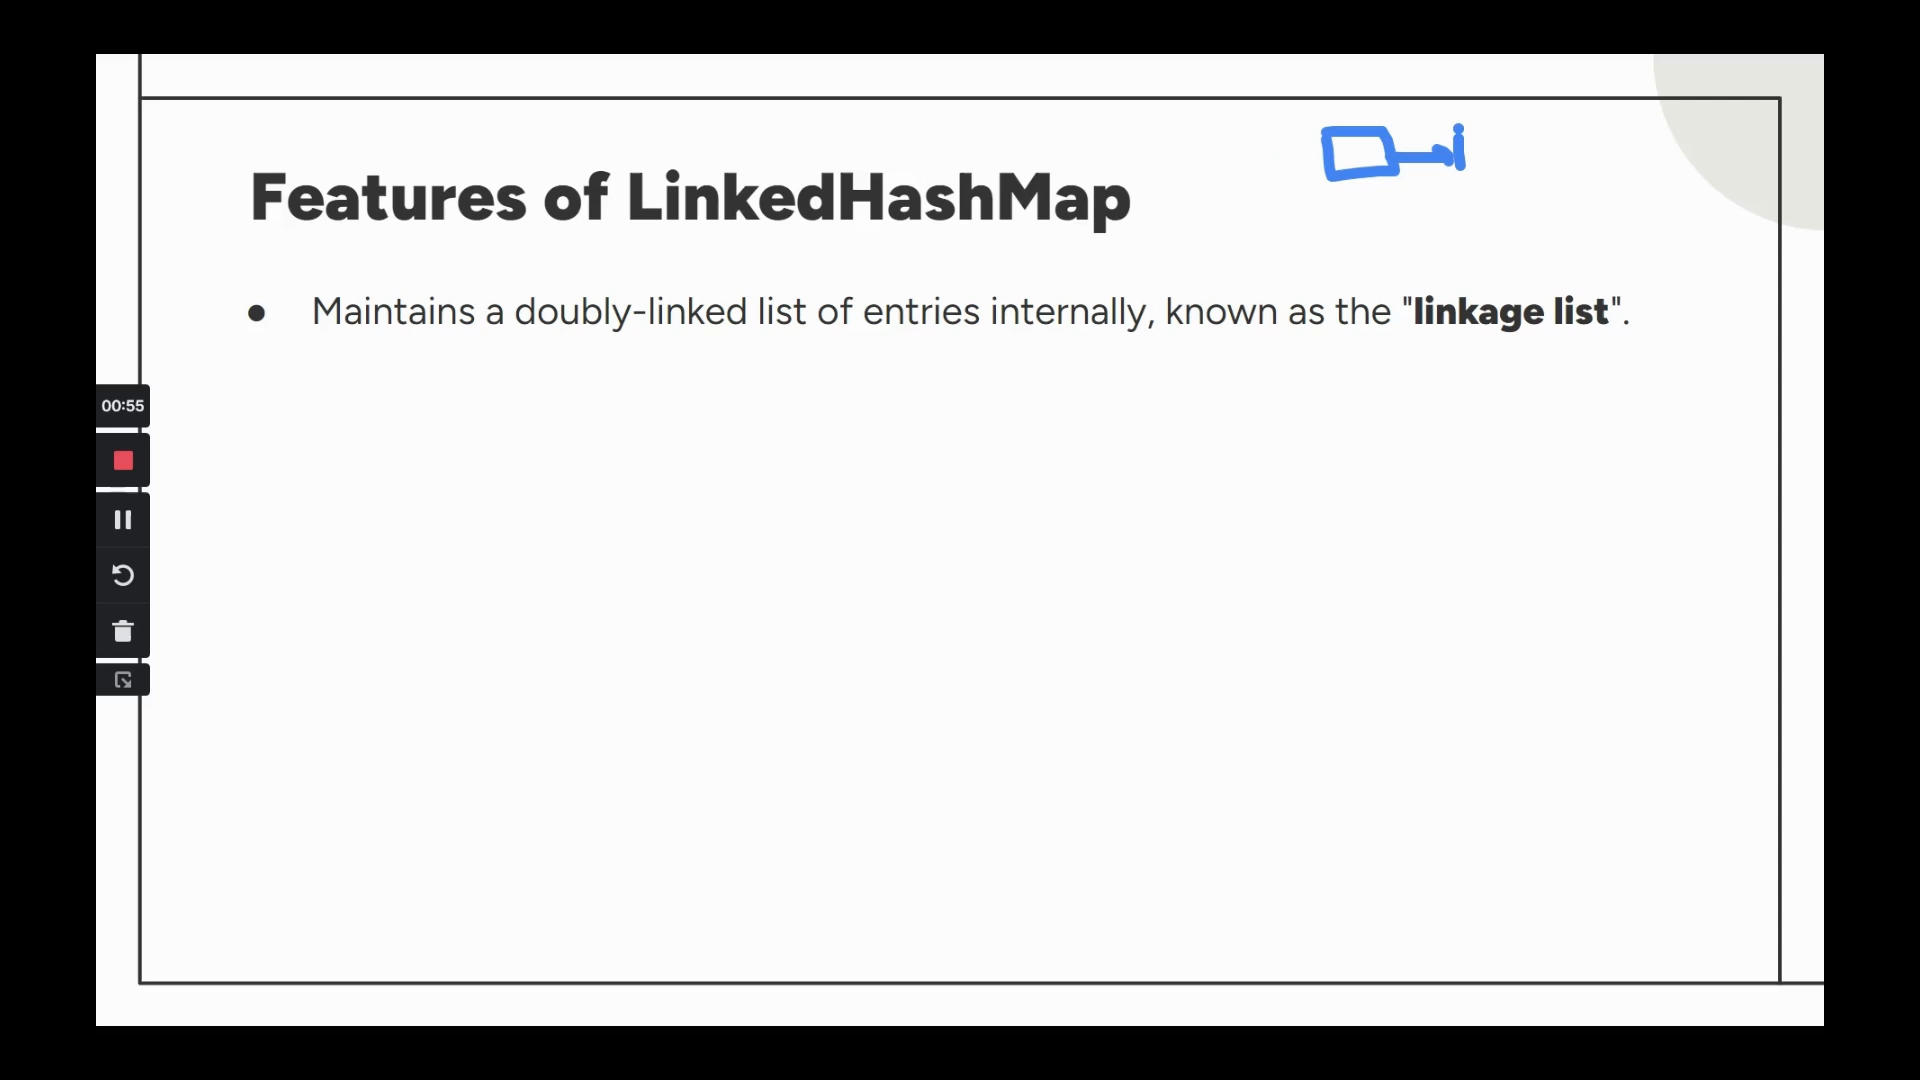 Features of LinkedHashMap
● Maintains a doubly-linked list of entries internally, known as the "linkage list".
00:55